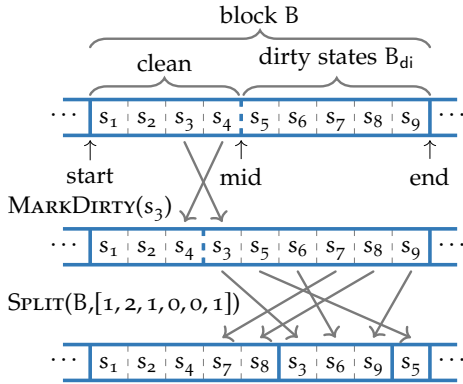 block B
clean dirty states B_di
··· s₁ s₂ s₃ s₄ s₅ s₆ s₇ s₈ s₉ ···
↑ ↑ ↑
start mid end
MARKDIRTY(s₃)
··· s₁ s₂ s₄ s₃ s₅ s₆ s₇ s₈ s₉ ···
SPLIT(B,[1, 2, 1, 0, 0, 1])
··· s₁ s₂ s₄ s₇ s₈ s₃ s₆ s₉ s₅ ···